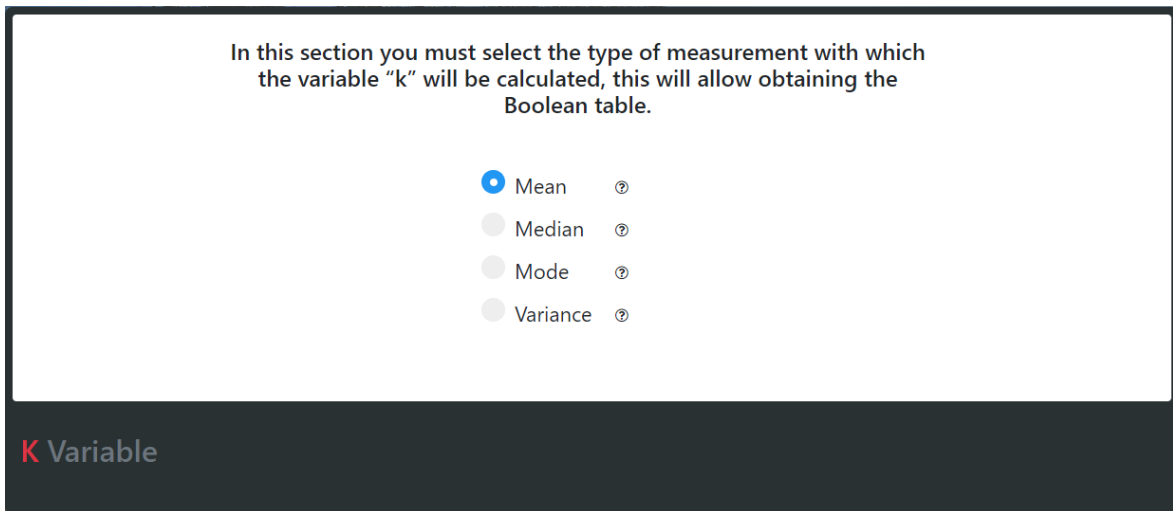 In this section you must select the type of measurement with which
the variable “k” will be calculated, this will allow obtaining the
Boolean table.
Mean
Median
Mode
Variance
K Variable